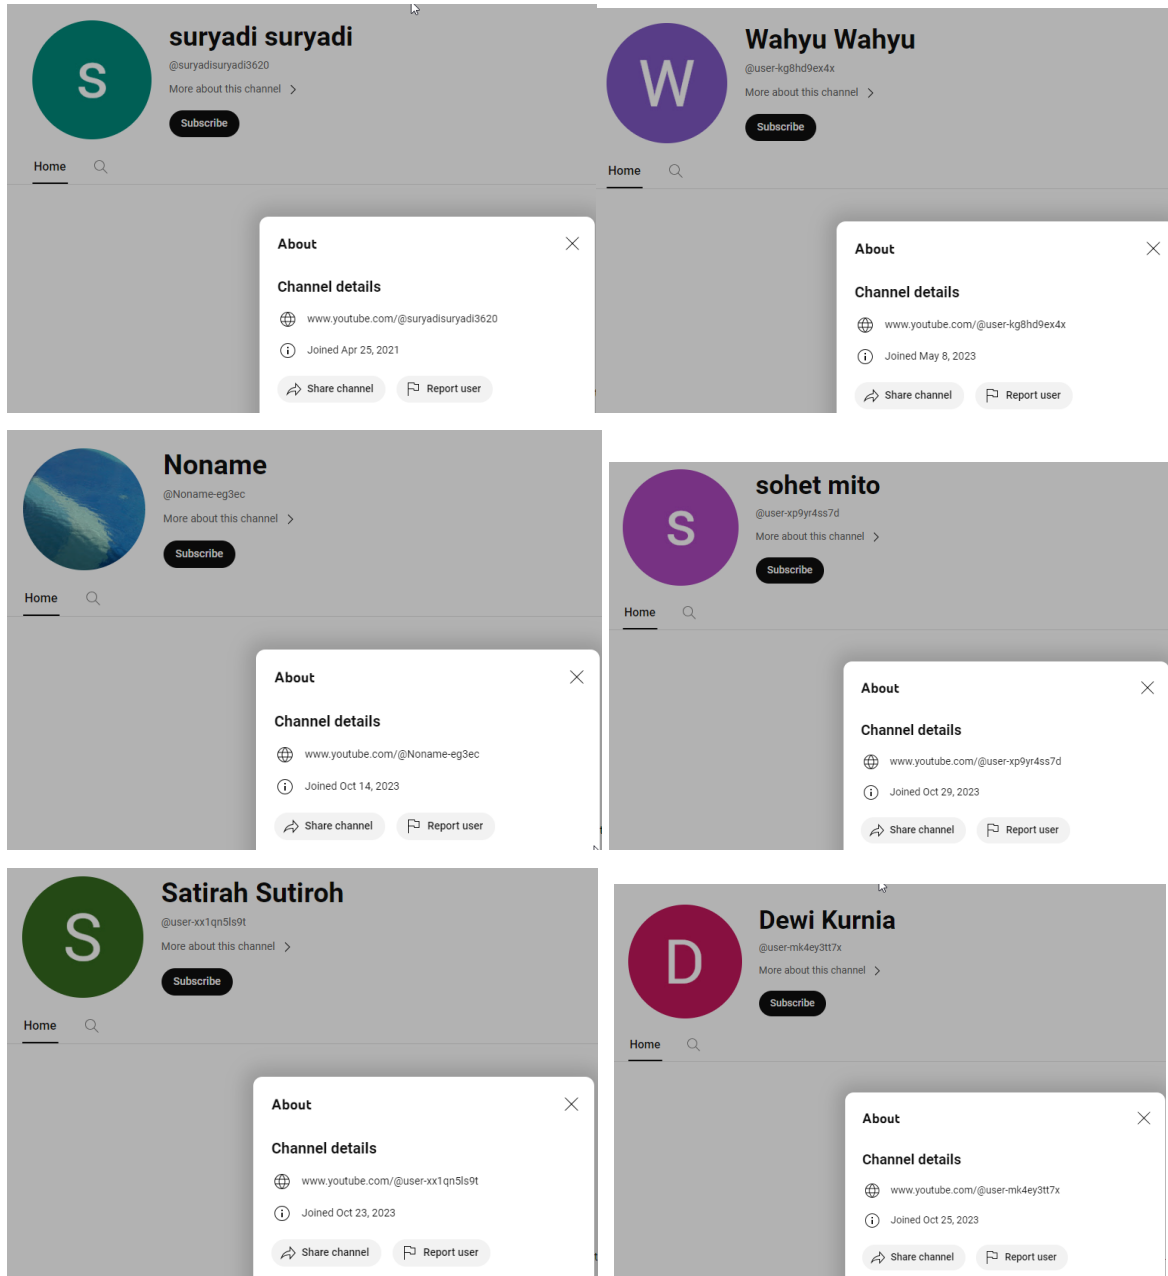 suryadi suryadi
@suryadisuryadi3620
More about this channel
Subscribe
Home
About
Channel details
www.youtube.com/@suryadisuryadi3620
Joined Apr 25, 2021
Share channel Report user
Wahyu Wahyu
@user-kg8hd9ex4x
More about this channel
Subscribe
Home
About
Channel details
www.youtube.com/@user-kg8hd9ex4x
Joined May 8, 2023
Share channel Report user
Noname
@Noname-eg3ec
More about this channel
Subscribe
Home
About
Channel details
www.youtube.com/@Noname-eg3ec
Joined Oct 14, 2023
Share channel Report user
sohet mito
@user-xp9yr4ss7d
More about this channel
Subscribe
Home
About
Channel details
www.youtube.com/@user-xp9yr4ss7d
Joined Oct 29, 2023
Share channel Report user
Satirah Sutiroh
@user-xx1qn5ls9t
More about this channel
Subscribe
Home
About
Channel details
www.youtube.com/@user-xx1qn5ls9t
Joined Oct 23, 2023
Share channel Report user
Dewi Kurnia
@user-mk4ey3tt7x
More about this channel
Subscribe
Home
About
Channel details
www.youtube.com/@user-mk4ey3tt7x
Joined Oct 25, 2023
Share channel Report user
S
W
S
S
D